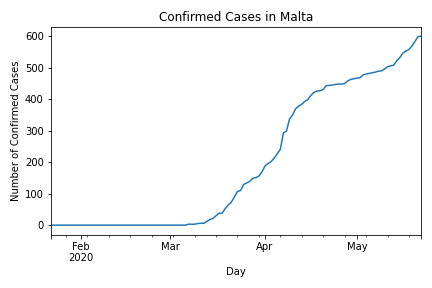 Confirmed Cases in Malta
Number of Confirmed Cases
600
500
400
300
200
100
0
Feb
2020
Mar
Apr
May
Day